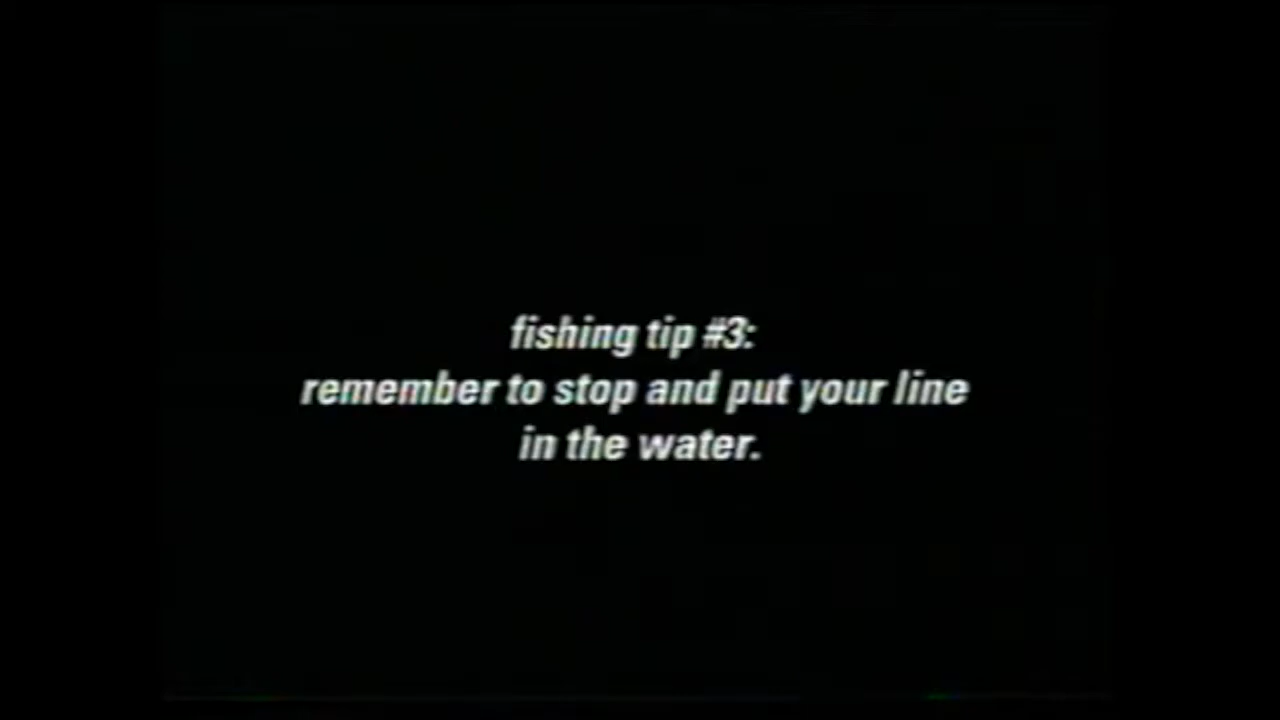 fishing tip #3:
remember to stop and put your line
in the water.